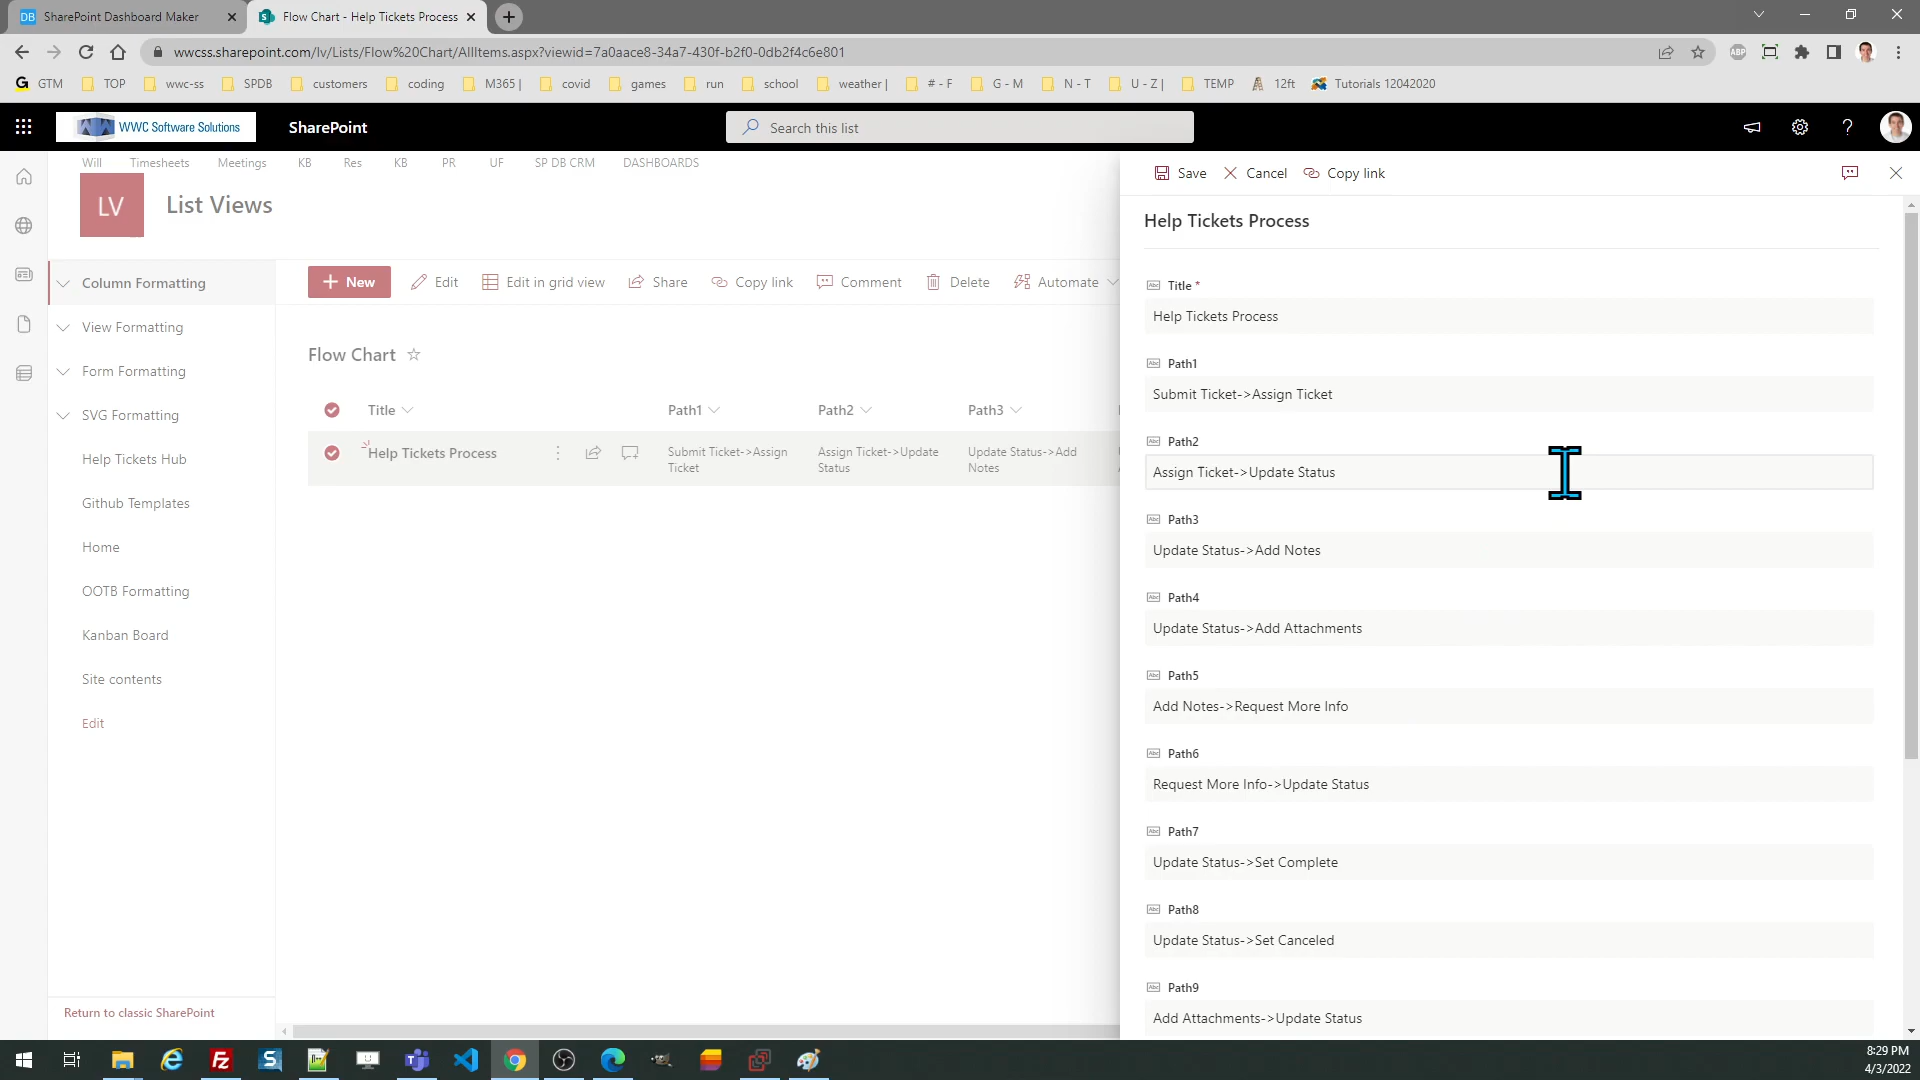 SharePoint Dashboard Maker
Flow Chart - Help Tickets Process
wwcss.sharepoint.com/lv/Lists/Flow%20Chart/AllItems.aspx?viewid=7a0aace8-34a7-430f-b2f0-0db2f4c6e801
GTM TOP wwc-ss SPDB customers coding M365 | covid games run school weather | # - F G - M N - T U - Z | TEMP 12ft Tutorials 12042020
WWC Software Solutions
SharePoint
Search this list
Will Timesheets Meetings KB Res KB PR UF SP DB CRM DASHBOARDS
LV
List Views
Column Formatting
View Formatting
Form Formatting
SVG Formatting
Help Tickets Hub
Github Templates
Home
OOTB Formatting
Kanban Board
Site contents
Edit
Return to classic SharePoint
New Edit Edit in grid view Share Copy link Comment Delete Automate
Flow Chart
Title Path1 Path2 Path3
Help Tickets Process
Submit Ticket->Assign
Ticket
Assign Ticket->Update
Status
Update Status->Add
Notes
Save Cancel Copy link
Help Tickets Process
Title *
Help Tickets Process
Path1
Submit Ticket->Assign Ticket
Path2
Assign Ticket->Update Status
Path3
Update Status->Add Notes
Path4
Update Status->Add Attachments
Path5
Add Notes->Request More Info
Path6
Request More Info->Update Status
Path7
Update Status->Set Complete
Path8
Update Status->Set Canceled
Path9
Add Attachments->Update Status
8:29 PM
4/3/2022